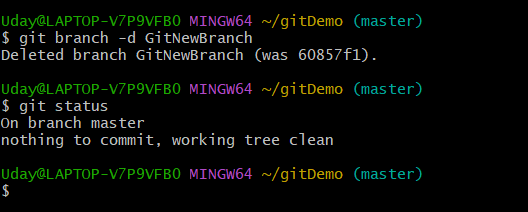 Uday@LAPTOP-V7P9VFB0 MINGW64 ~/gitDemo (master)
$ git branch -d GitNewBranch
Deleted branch GitNewBranch (was 60857f1).
Uday@LAPTOP-V7P9VFB0 MINGW64 ~/gitDemo (master)
$ git status
On branch master
nothing to commit, working tree clean
Uday@LAPTOP-V7P9VFB0 MINGW64 ~/gitDemo (master)
$